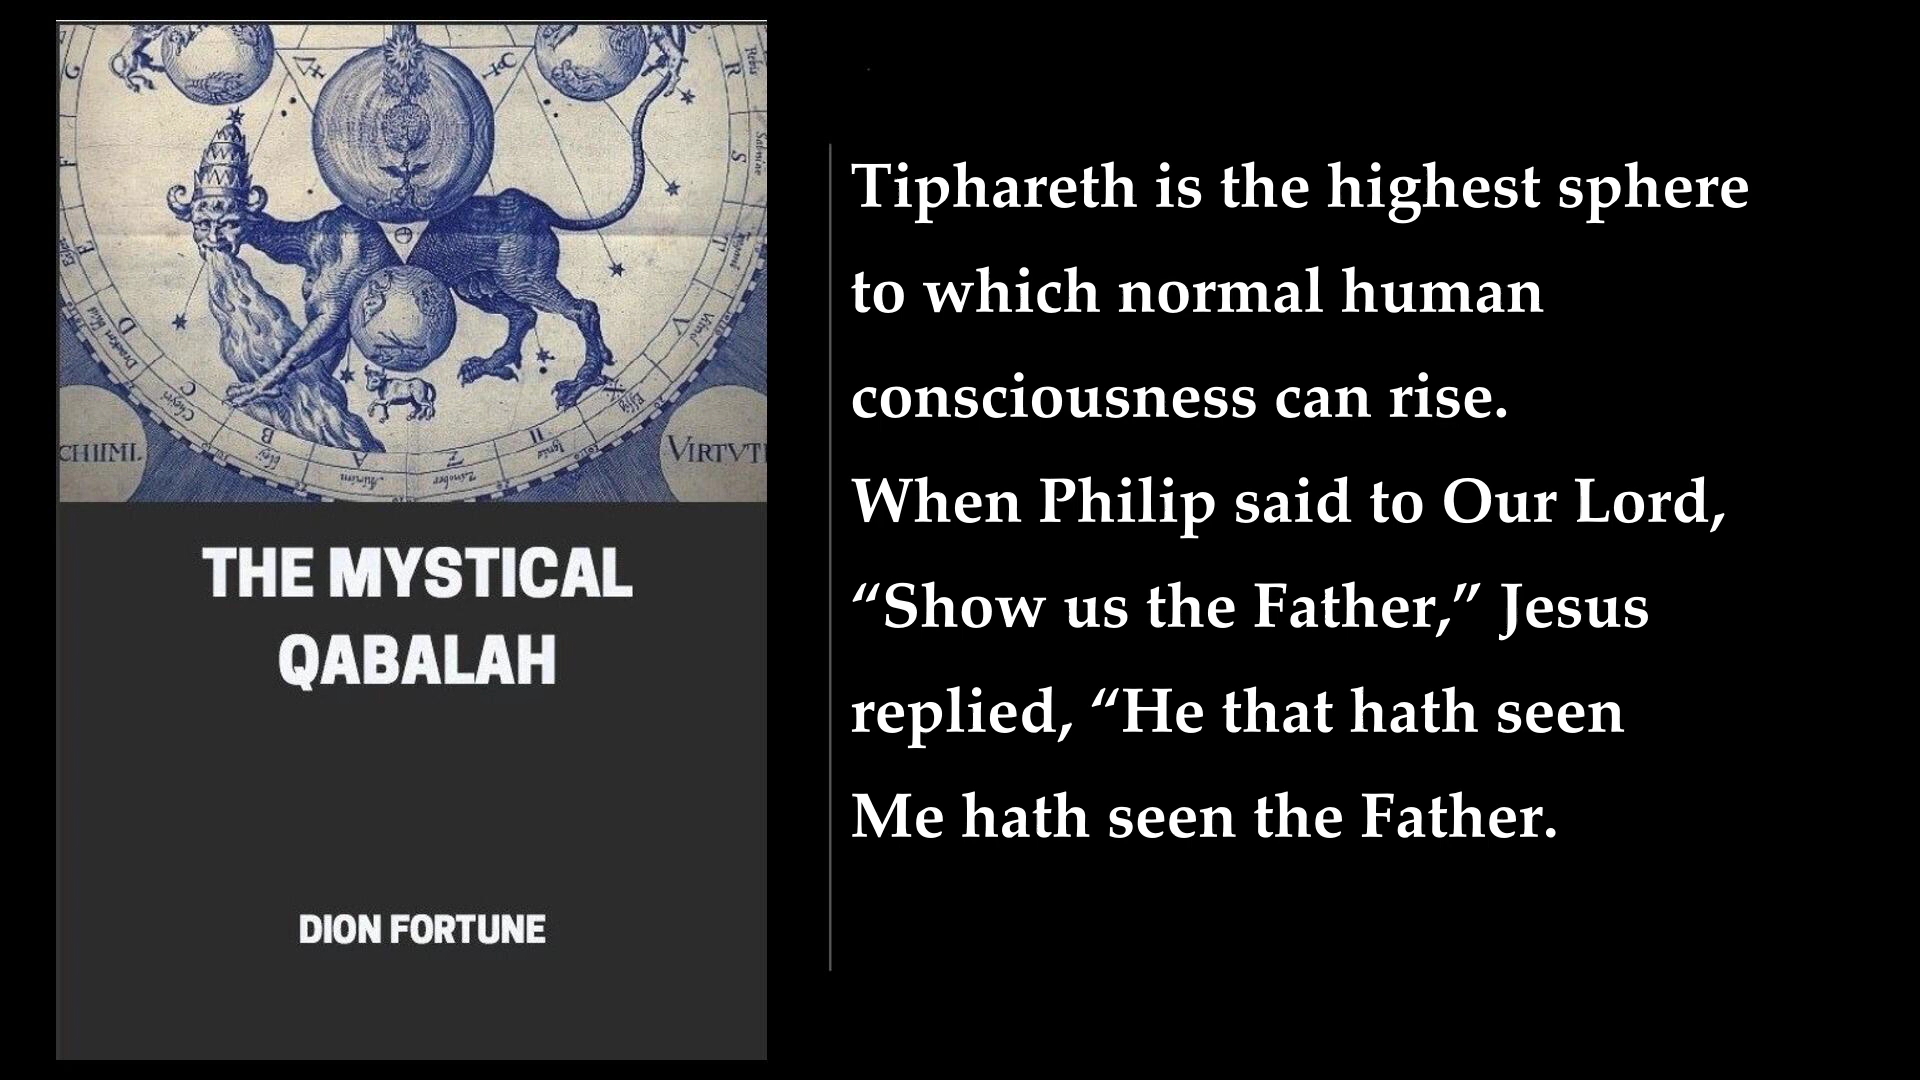 CHIIMI.
VIRTVT
THE MYSTICAL
QABALAH
DION FORTUNE
Tiphareth is the highest sphere
to which normal human
consciousness can rise.
When Philip said to Our Lord,
“Show us the Father,” Jesus
replied, “He that hath seen
Me hath seen the Father.